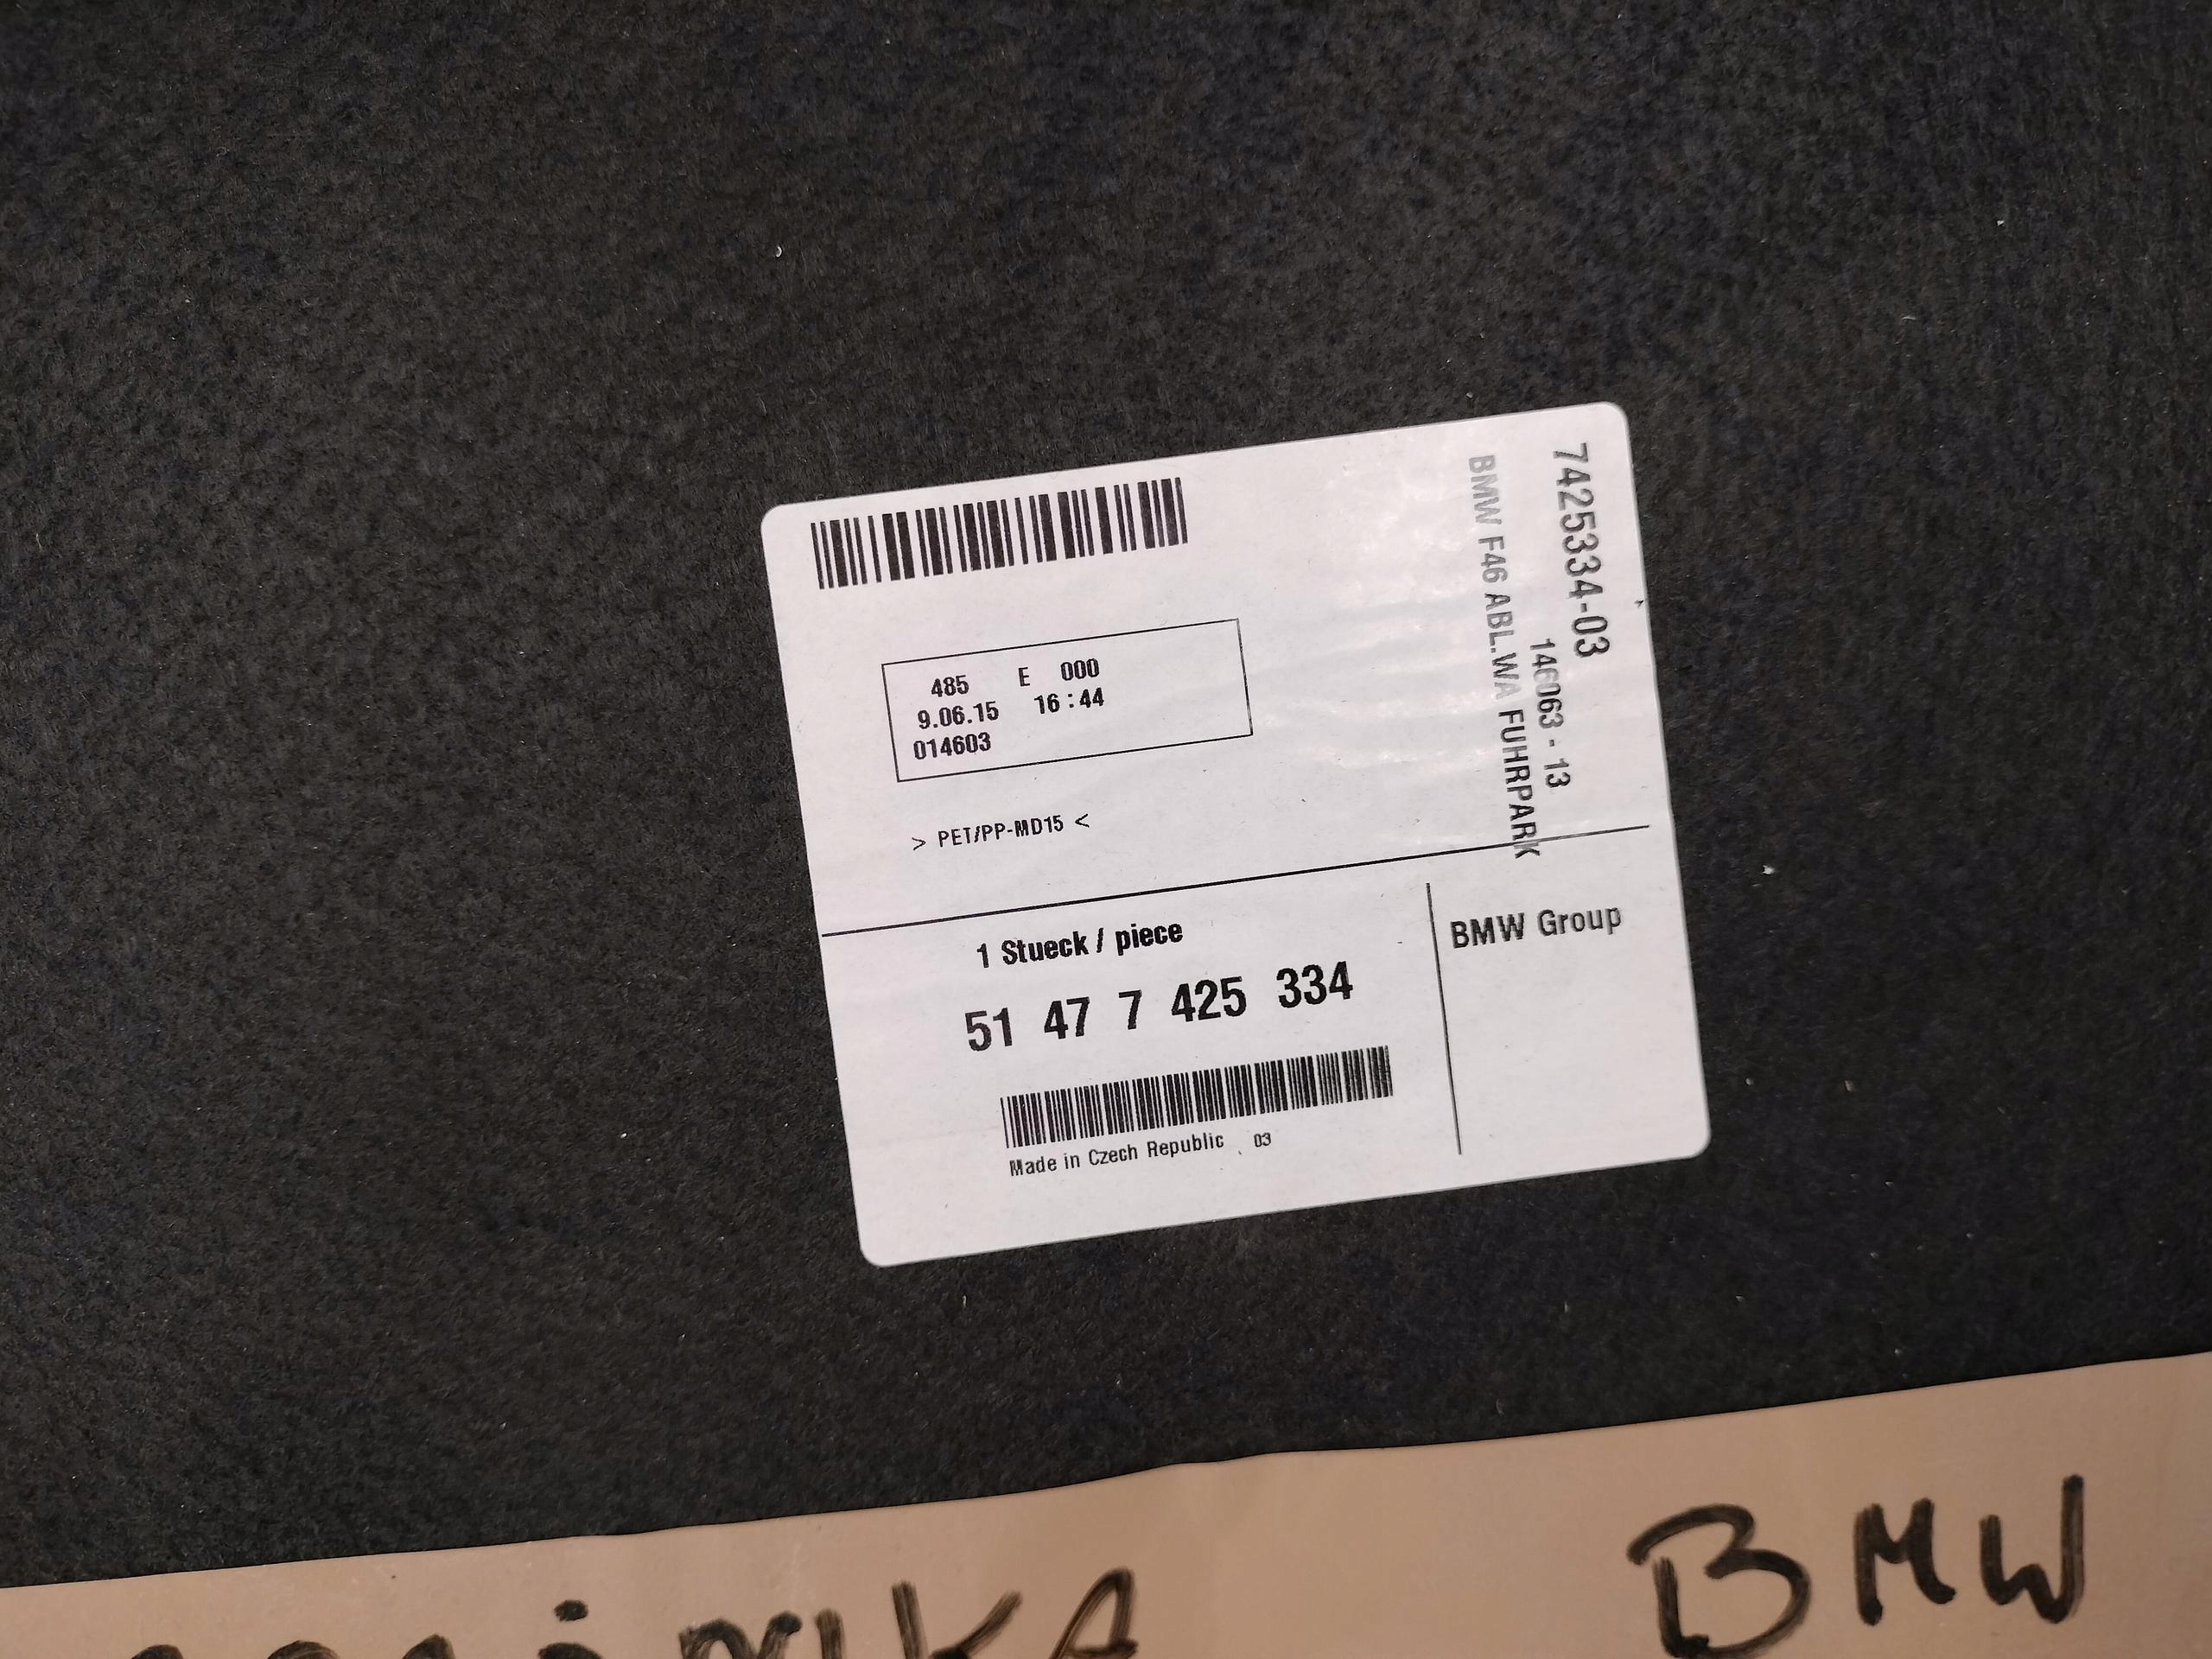 485 E 000
9.06.15 16:44
014603
> PET/PP-MD15 <
7425334-03
146063 - 13
BMW F46 ABL.WA FUHRPARK
1 Stueck / piece
51 47 7 425 334
Made in Czech Republic 03
BMW Group
BMW